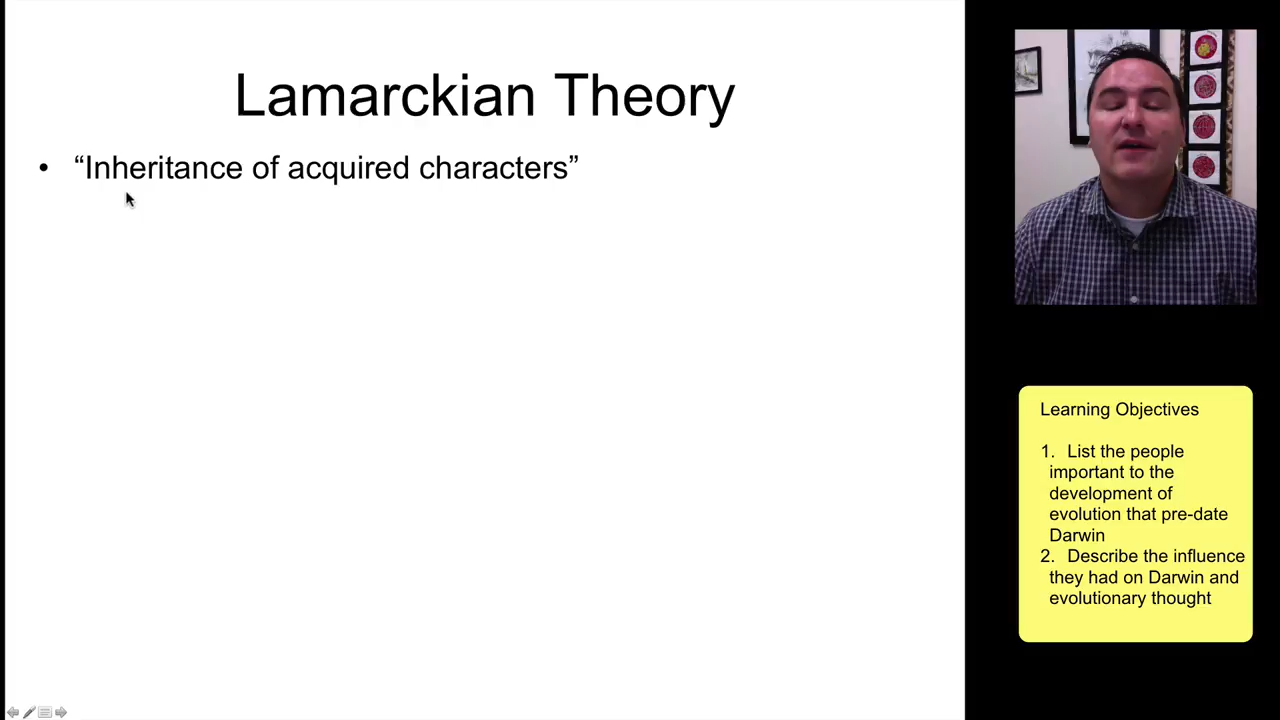 Lamarckian Theory
• “Inheritance of acquired characters”
Learning Objectives
1. List the people
important to the
development of
evolution that pre-date
Darwin
2. Describe the influence
they had on Darwin and
evolutionary thought